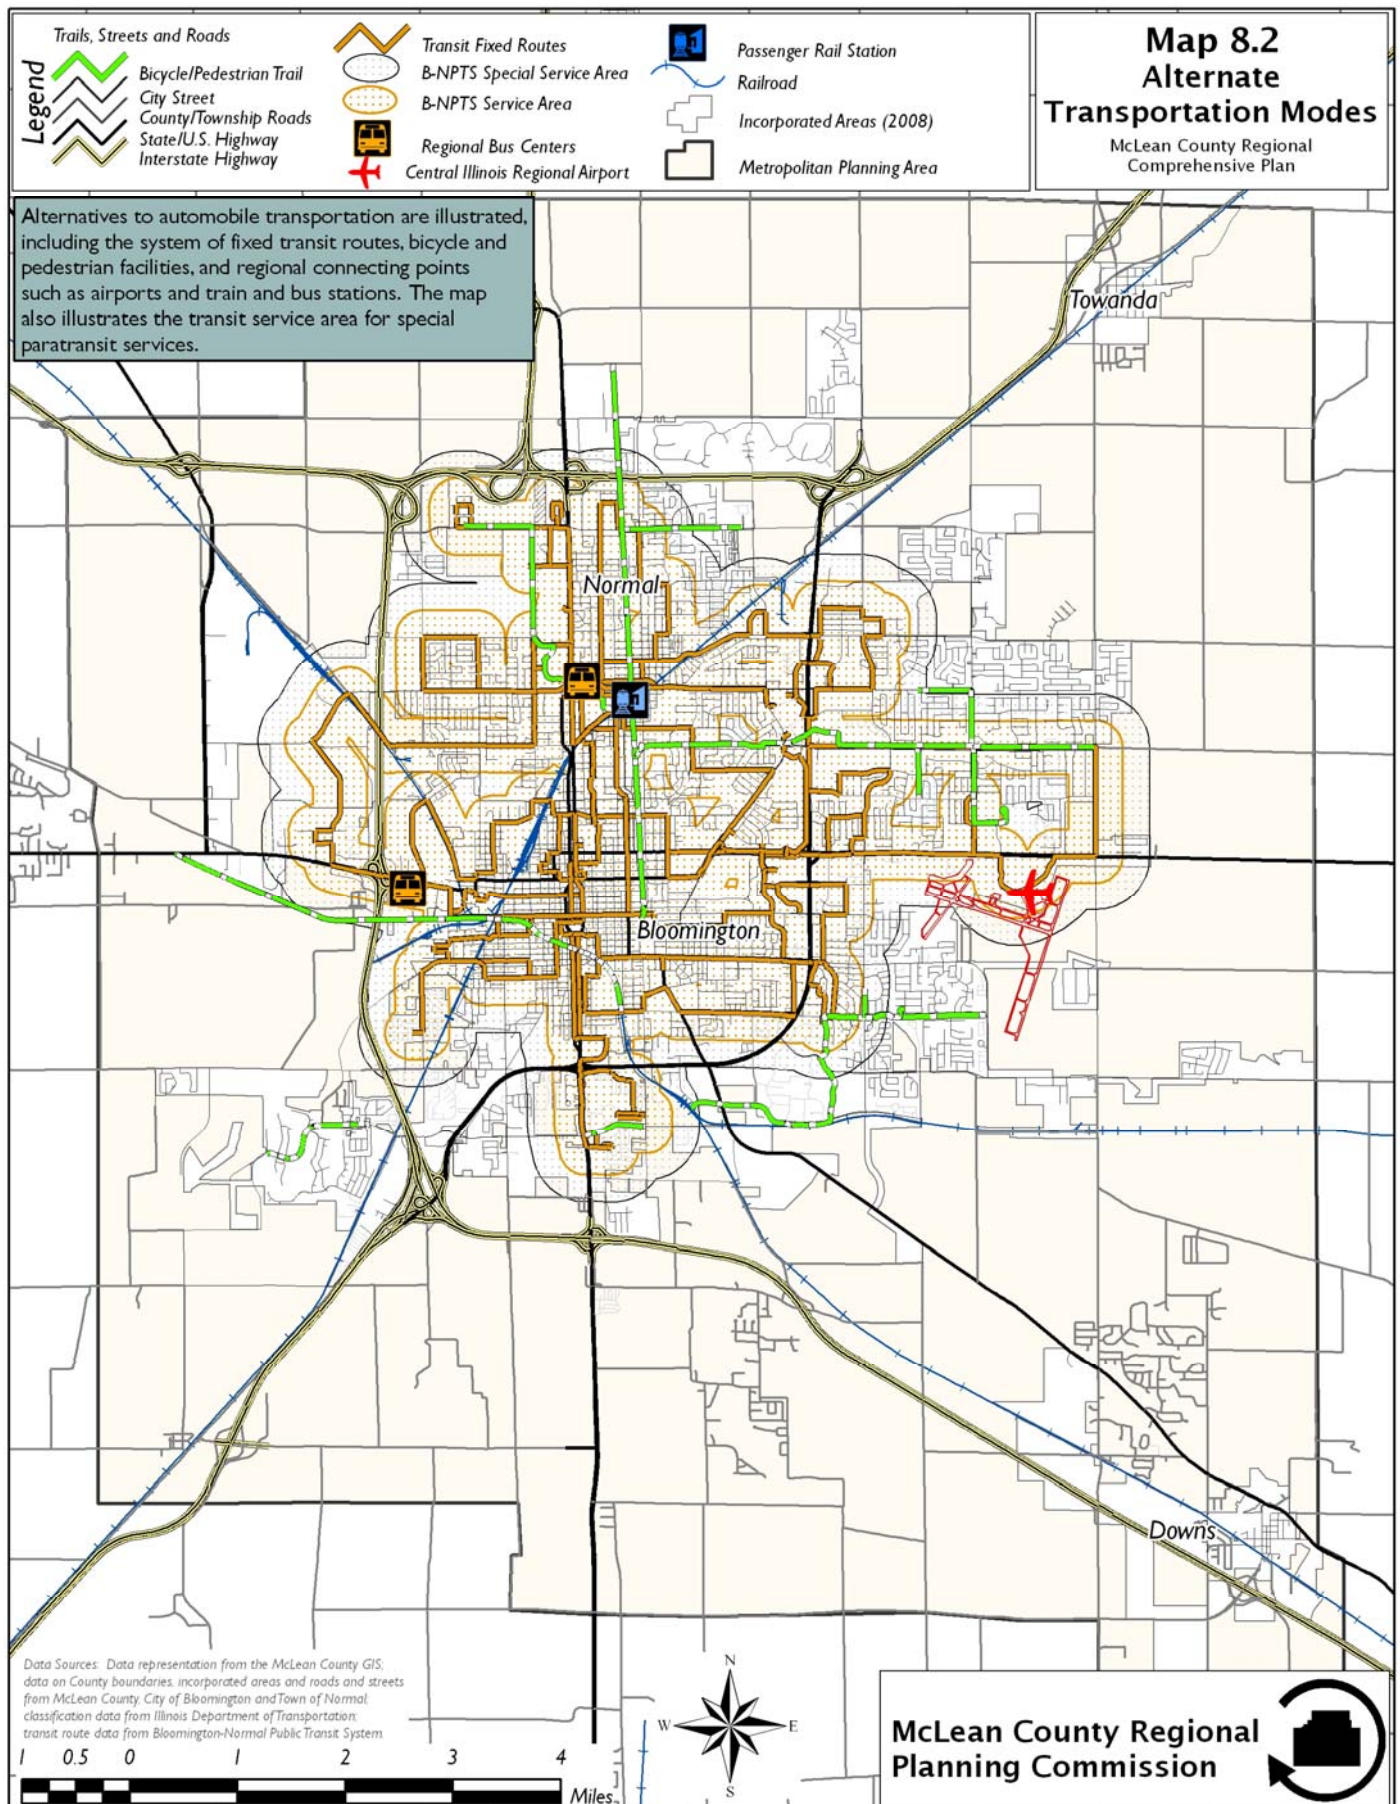 Legend
Trails, Streets and Roads
Bicycle/Pedestrian Trail
City Street
County/Township Roads
State/U.S. Highway
Interstate Highway
Transit Fixed Routes
B-NPTS Special Service Area
B-NPTS Service Area
Regional Bus Centers
Central Illinois Regional Airport
Passenger Rail Station
Railroad
Incorporated Areas (2008)
Metropolitan Planning Area
Map 8.2
Alternate
Transportation Modes
McLean County Regional
Comprehensive Plan
Alternatives to automobile transportation are illustrated,
including the system of fixed transit routes, bicycle and
pedestrian facilities, and regional connecting points
such as airports and train and bus stations. The map
also illustrates the transit service area for special
paratransit services.
Towanda
Normal
Bloomington
Downs
Data Sources: Data representation from the McLean County GIS;
data on County boundaries, incorporated areas and roads and streets
from McLean County, City of Bloomington and Town of Normal;
classification data from Illinois Department of Transportation;
transit route data from Bloomington-Normal Public Transit System.
1 0.5 0 1 2 3 4
Miles
N
W E
S
McLean County Regional
Planning Commission